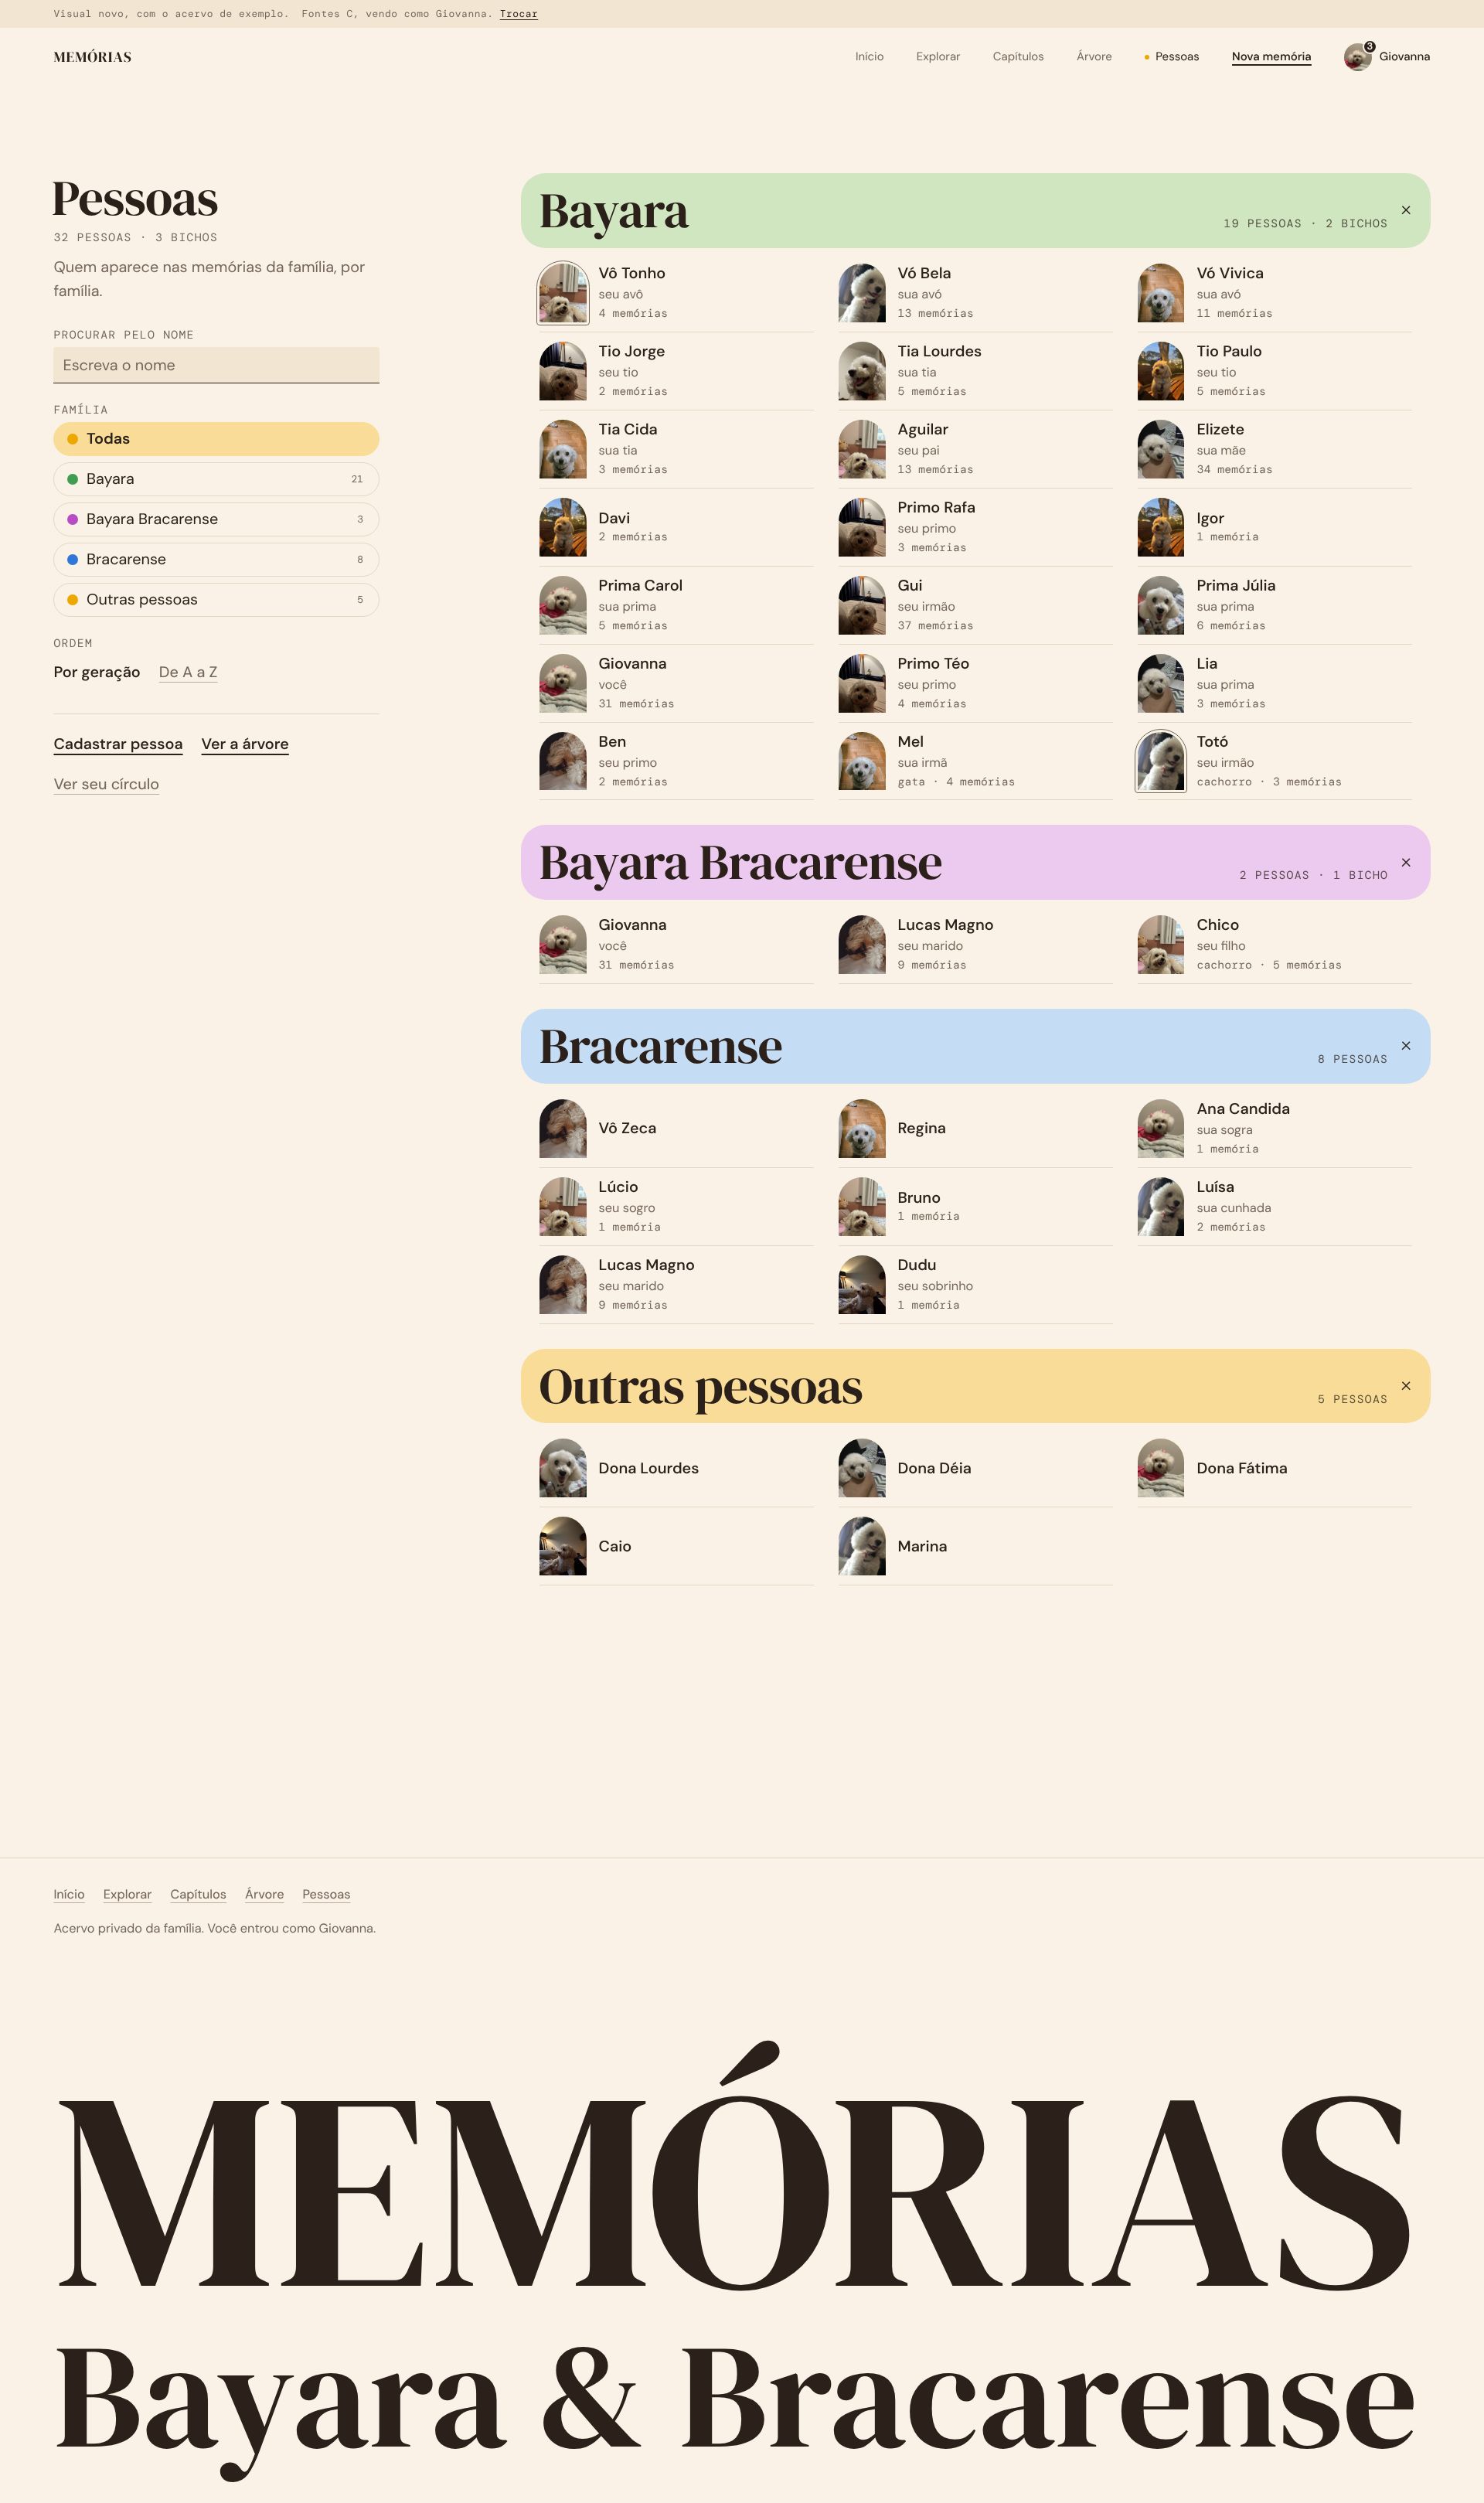 Visual novo, com o acervo de exemplo. Fontes C, vendo como Giovanna. Trocar
MEMÓRIAS
Início Explorar Capítulos Árvore Pessoas Nova memória 3 Giovanna
Pessoas
32 PESSOAS · 3 BICHOS
Quem aparece nas memórias da família, por
família.
PROCURAR PELO NOME
Escreva o nome
FAMÍLIA
Todas
Bayara 21
Bayara Bracarense 3
Bracarense 8
Outras pessoas 5
ORDEM
Por geração De A a Z
Cadastrar pessoa Ver a árvore
Ver seu círculo
Bayara 19 PESSOAS · 2 BICHOS ×
Vô Tonho
seu avô
4 memórias
Vó Bela
sua avó
13 memórias
Vó Vivica
sua avó
11 memórias
Tio Jorge
seu tio
2 memórias
Tia Lourdes
sua tia
5 memórias
Tio Paulo
seu tio
5 memórias
Tia Cida
sua tia
3 memórias
Aguilar
seu pai
13 memórias
Elizete
sua mãe
34 memórias
Davi
2 memórias
Primo Rafa
seu primo
3 memórias
Igor
1 memória
Prima Carol
sua prima
5 memórias
Gui
seu irmão
37 memórias
Prima Júlia
sua prima
6 memórias
Giovanna
você
31 memórias
Primo Téo
seu primo
4 memórias
Lia
sua prima
3 memórias
Ben
seu primo
2 memórias
Mel
sua irmã
gata · 4 memórias
Totó
seu irmão
cachorro · 3 memórias
Bayara Bracarense 2 PESSOAS · 1 BICHO ×
Giovanna
você
31 memórias
Lucas Magno
seu marido
9 memórias
Chico
seu filho
cachorro · 5 memórias
Bracarense 8 PESSOAS ×
Vô Zeca
Regina
Ana Candida
sua sogra
1 memória
Lúcio
seu sogro
1 memória
Bruno
1 memória
Luísa
sua cunhada
2 memórias
Lucas Magno
seu marido
9 memórias
Dudu
seu sobrinho
1 memória
Outras pessoas 5 PESSOAS ×
Dona Lourdes
Dona Déia
Dona Fátima
Caio
Marina
Início Explorar Capítulos Árvore Pessoas
Acervo privado da família. Você entrou como Giovanna.
MEMÓRIAS
Bayara & Bracarense